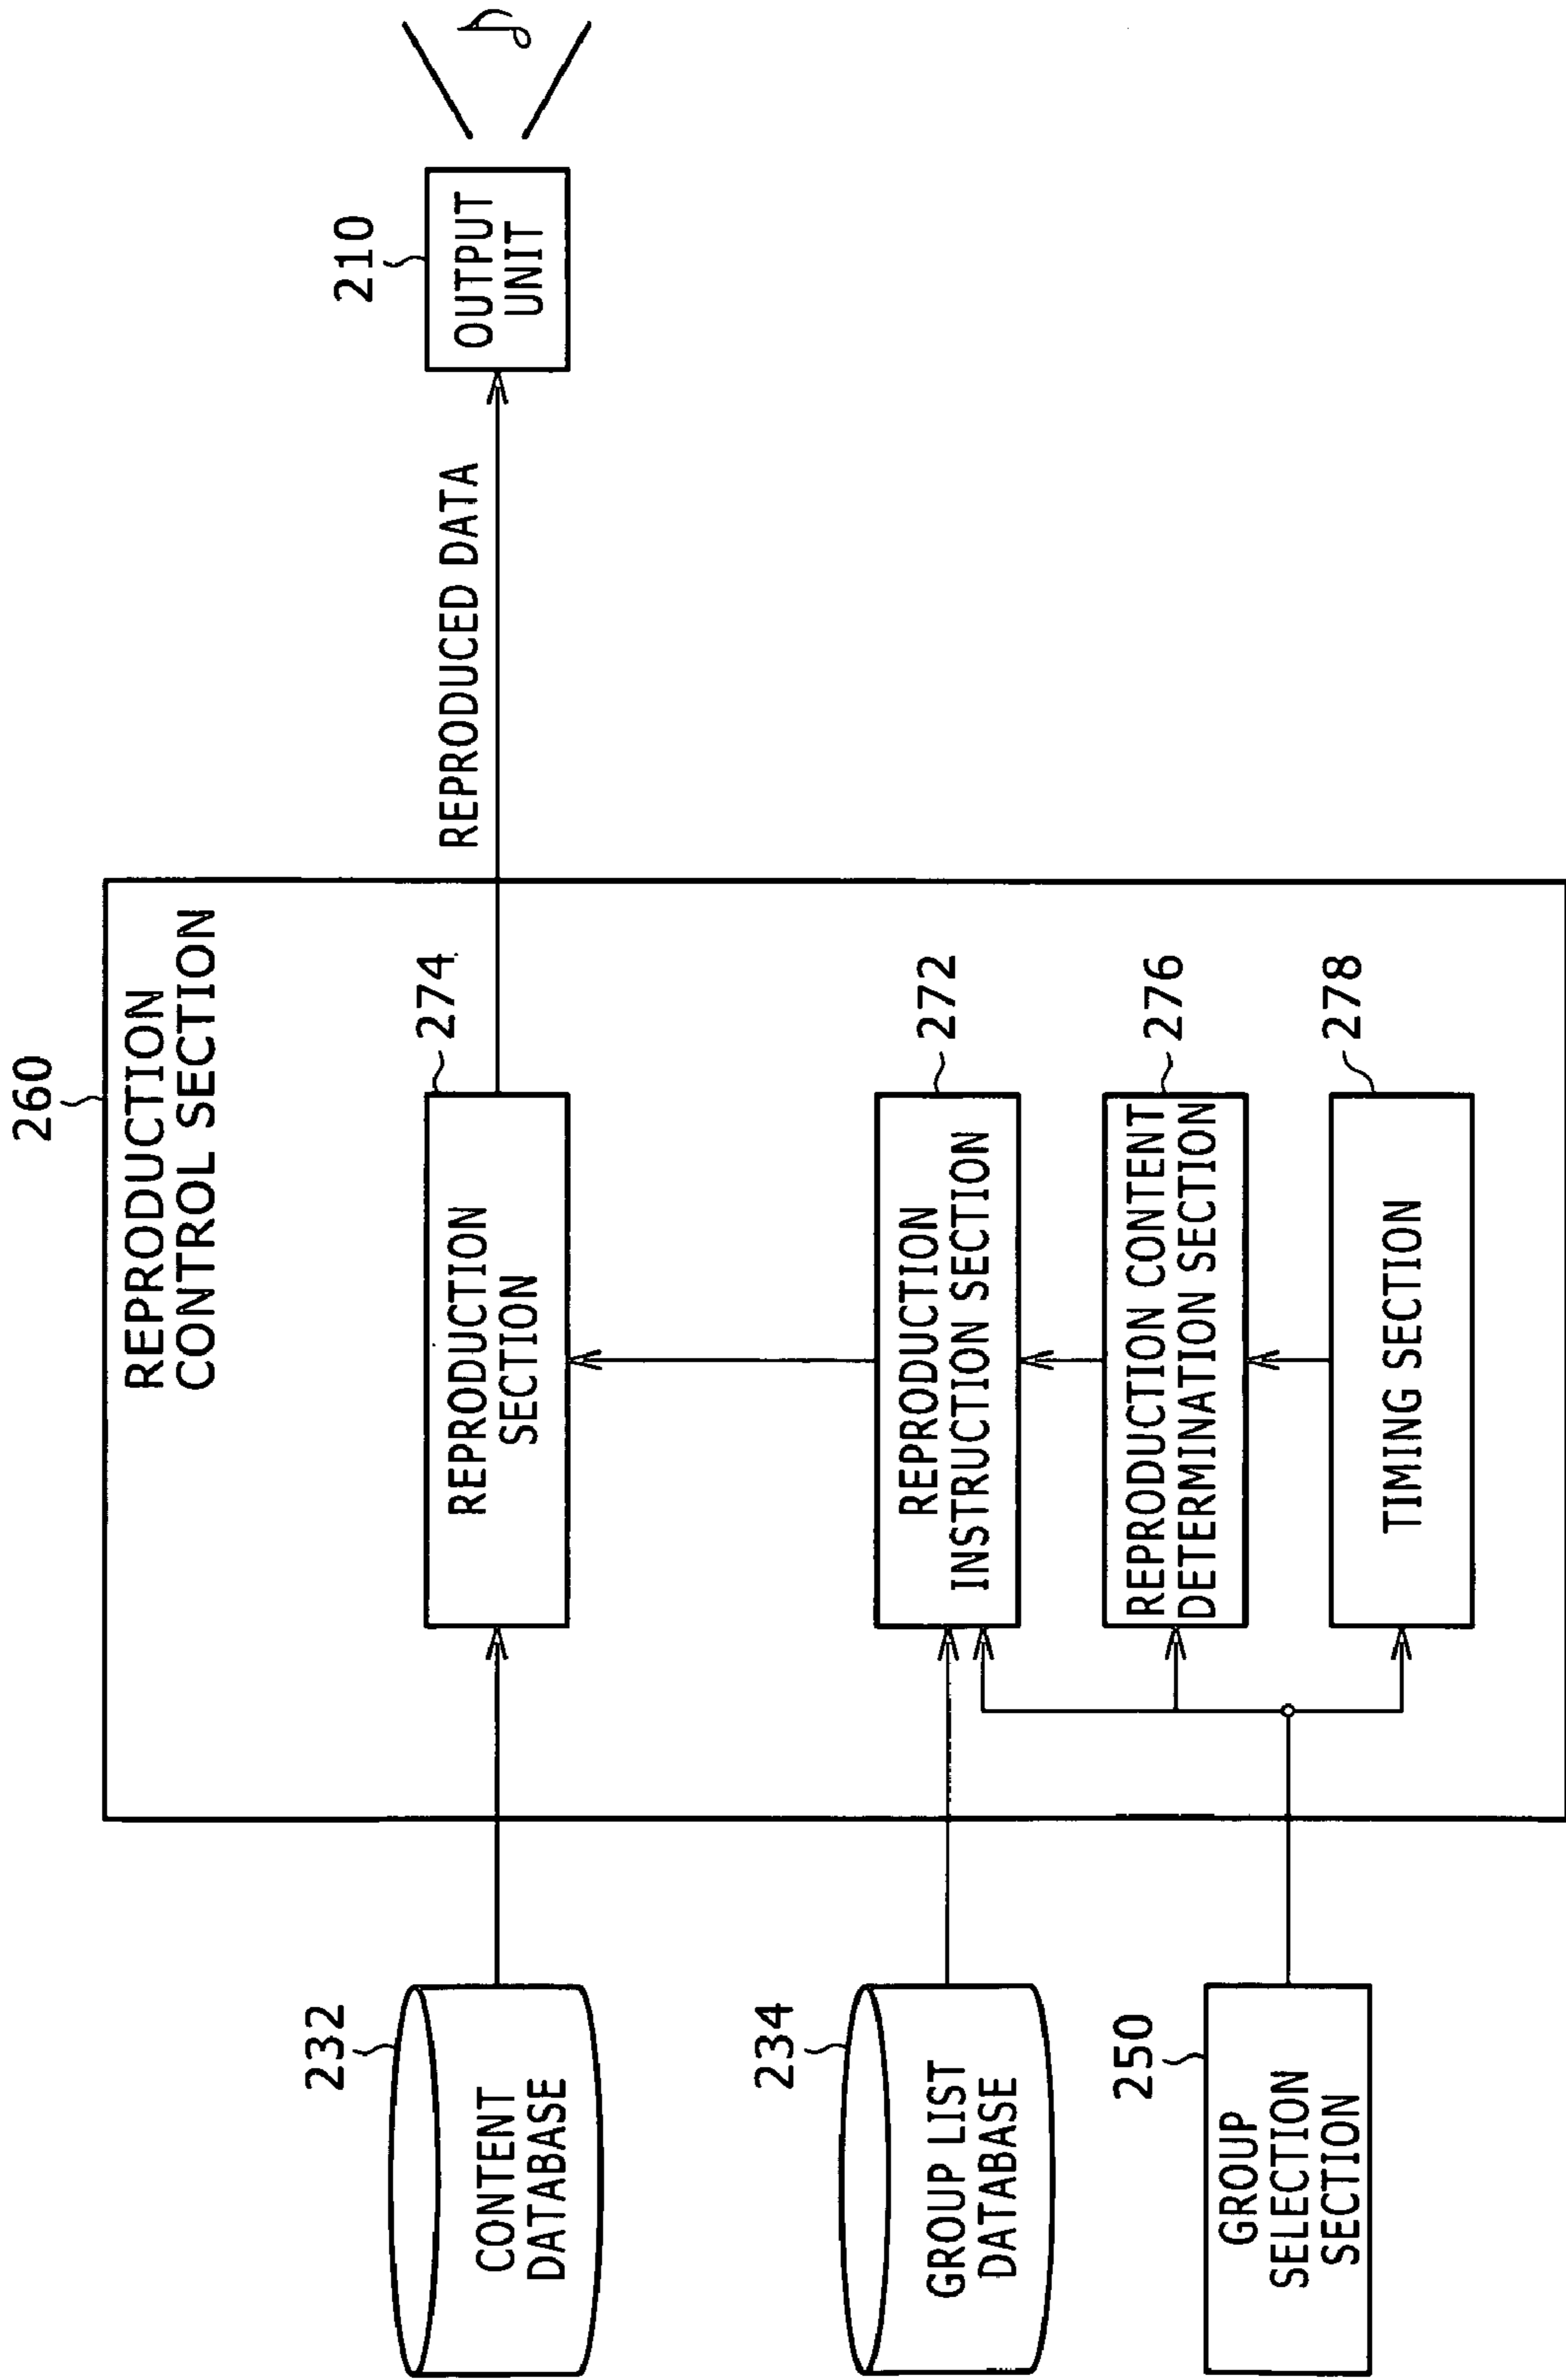 260
REPRODUCTION
CONTROL SECTION
232
CONTENT
DATABASE
274
REPRODUCTION
SECTION
REPRODUCED DATA
210
OUTPUT
UNIT
234
GROUP LIST
DATABASE
272
REPRODUCTION
INSTRUCTION SECTION
276
REPRODUCTION CONTENT
DETERMINATION SECTION
250
GROUP
SELECTION
SECTION
278
TIMING SECTION